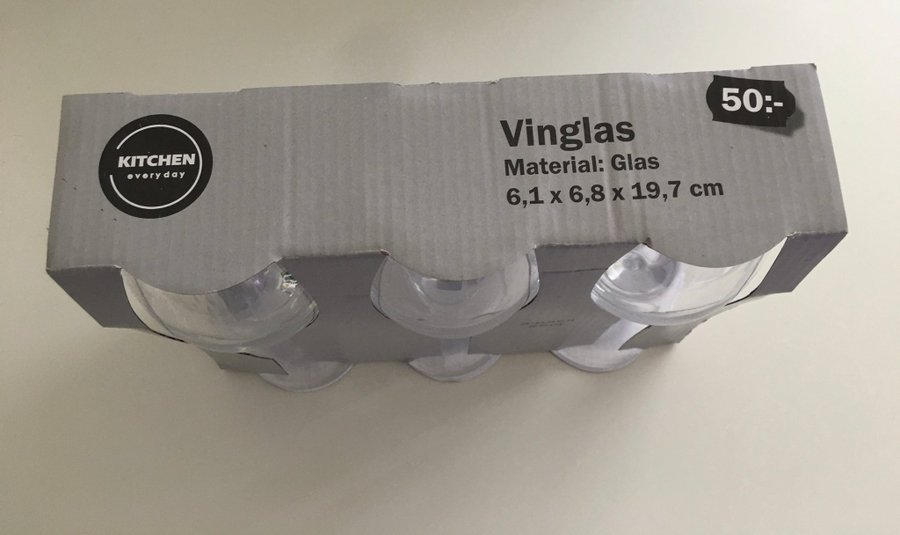 KITCHEN
everyday
Vinglas
Material: Glas
6,1 x 6,8 x 19,7 cm
50:-